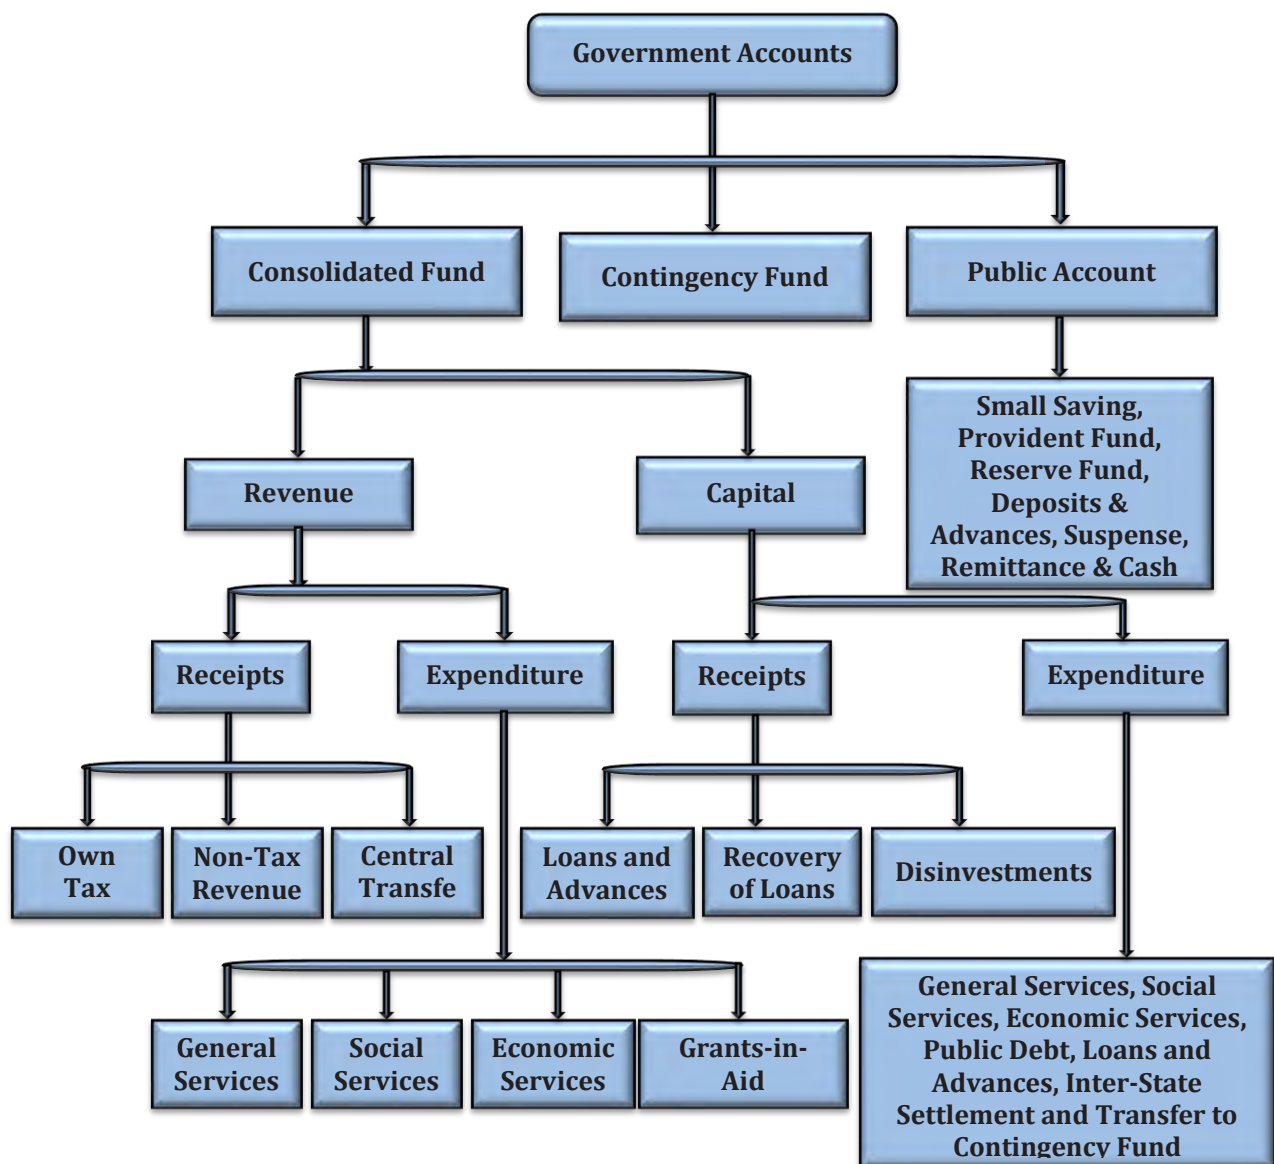 Government Accounts
Consolidated Fund
Contingency Fund
Public Account
Small Saving,
Provident Fund,
Reserve Fund,
Deposits &
Advances, Suspense,
Remittance & Cash
Revenue
Capital
Receipts
Expenditure
Receipts
Expenditure
Own
Tax
Non-Tax
Revenue
Central
Transfe
Loans and
Advances
Recovery
of Loans
Disinvestments
General
Services
Social
Services
Economic
Services
Grants-in-
Aid
General Services, Social
Services, Economic Services,
Public Debt, Loans and
Advances, Inter-State
Settlement and Transfer to
Contingency Fund